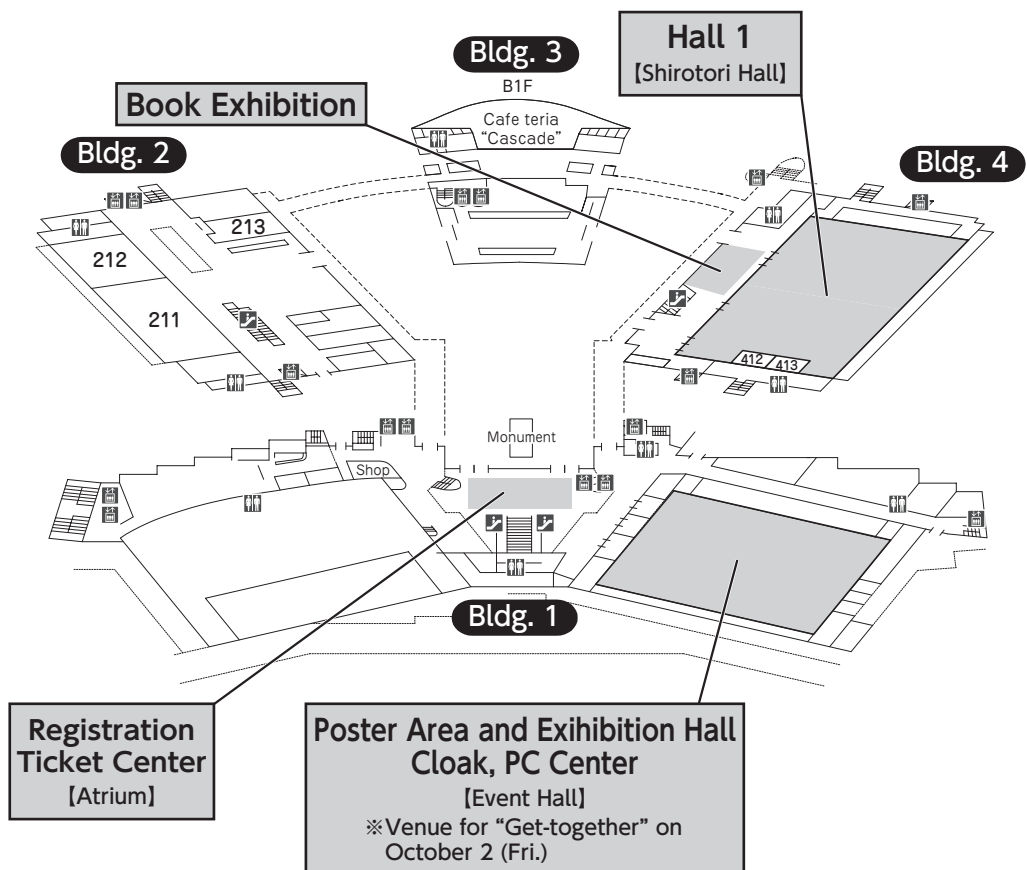 Hall 1
【Shirotori Hall】
Bldg. 3
B1F
Book Exhibition
Cafe teria
“Cascade”
Bldg. 2
Bldg. 4
213
212
211
412
413
Monument
Shop
Bldg. 1
Registration
Ticket Center
【Atrium】
Poster Area and Exihibition Hall
Cloak, PC Center
【Event Hall】
※Venue for “Get-together” on
October 2 (Fri.)